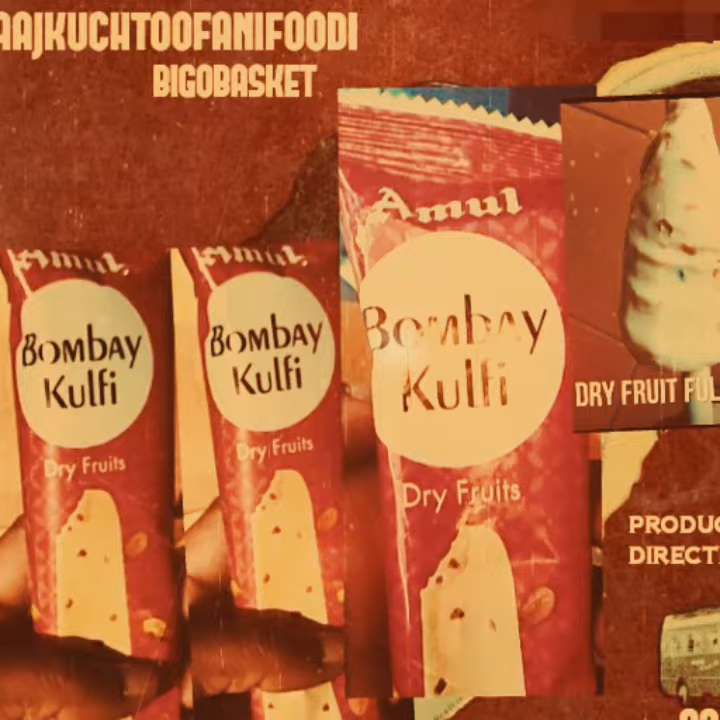 AAJKUCHTOOFANIFOODI
BIGOBASKET
Amul
Bombay
Kulfi
Dry Fruits
Amul
Bombay
Kulfi
Dry Fruits
Amul
Bombay
Kulfi
Dry Fruits
DRY FRUIT FUL
PRODUC
DIRECT